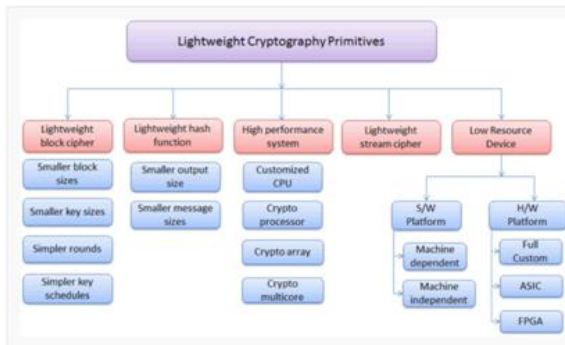 Lightweight Cryptography Primitives
Lightweight
block cipher
Lightweight hash
function
High performance
system
Lightweight
stream cipher
Low Resource
Device
Smaller block
sizes
Smaller key sizes
Simpler rounds
Simpler key
schedules
Smaller output
size
Smaller message
sizes
Customized
CPU
Crypto
processor
Crypto array
Crypto
multicore
S/W
Platform
Machine
dependent
Machine
independent
H/W
Platform
Full
Custom
ASIC
FPGA